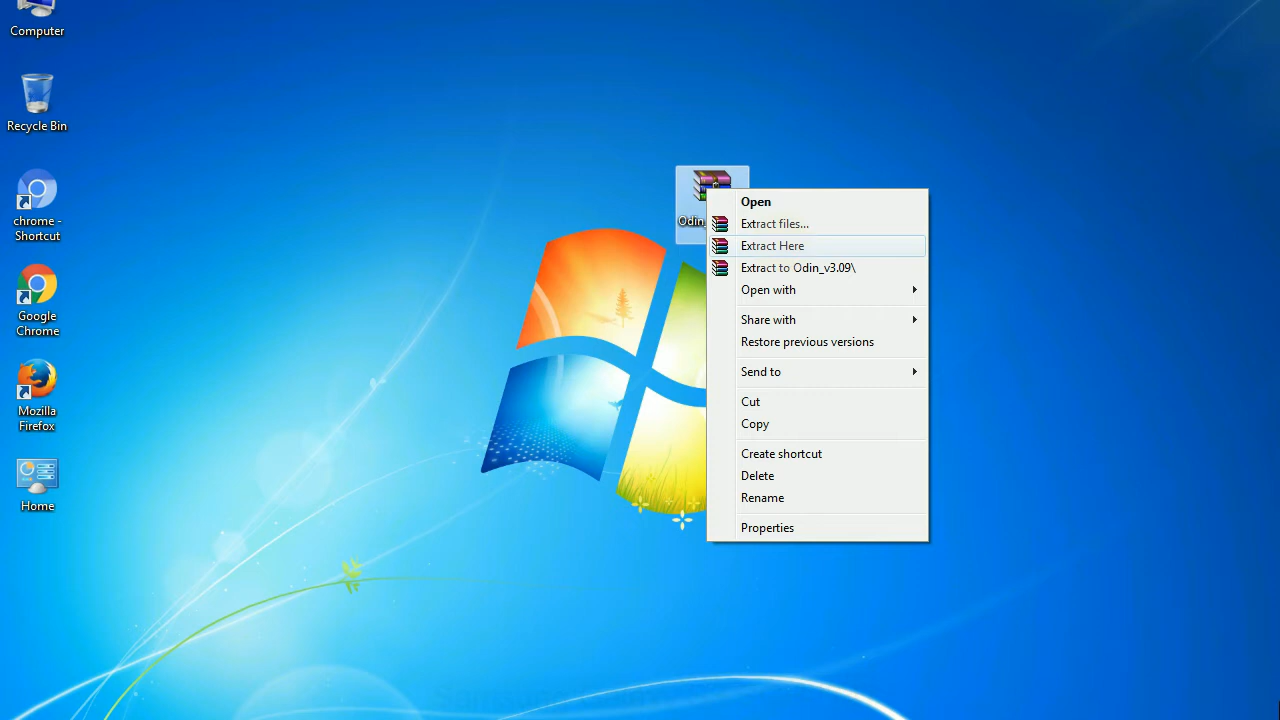 Computer
Recycle Bin
chrome -
Shortcut
Google
Chrome
Mozilla
Firefox
Home
Open
Extract files...
Extract Here
Extract to Odin_v3.09\
Open with
Share with
Restore previous versions
Send to
Cut
Copy
Create shortcut
Delete
Rename
Properties